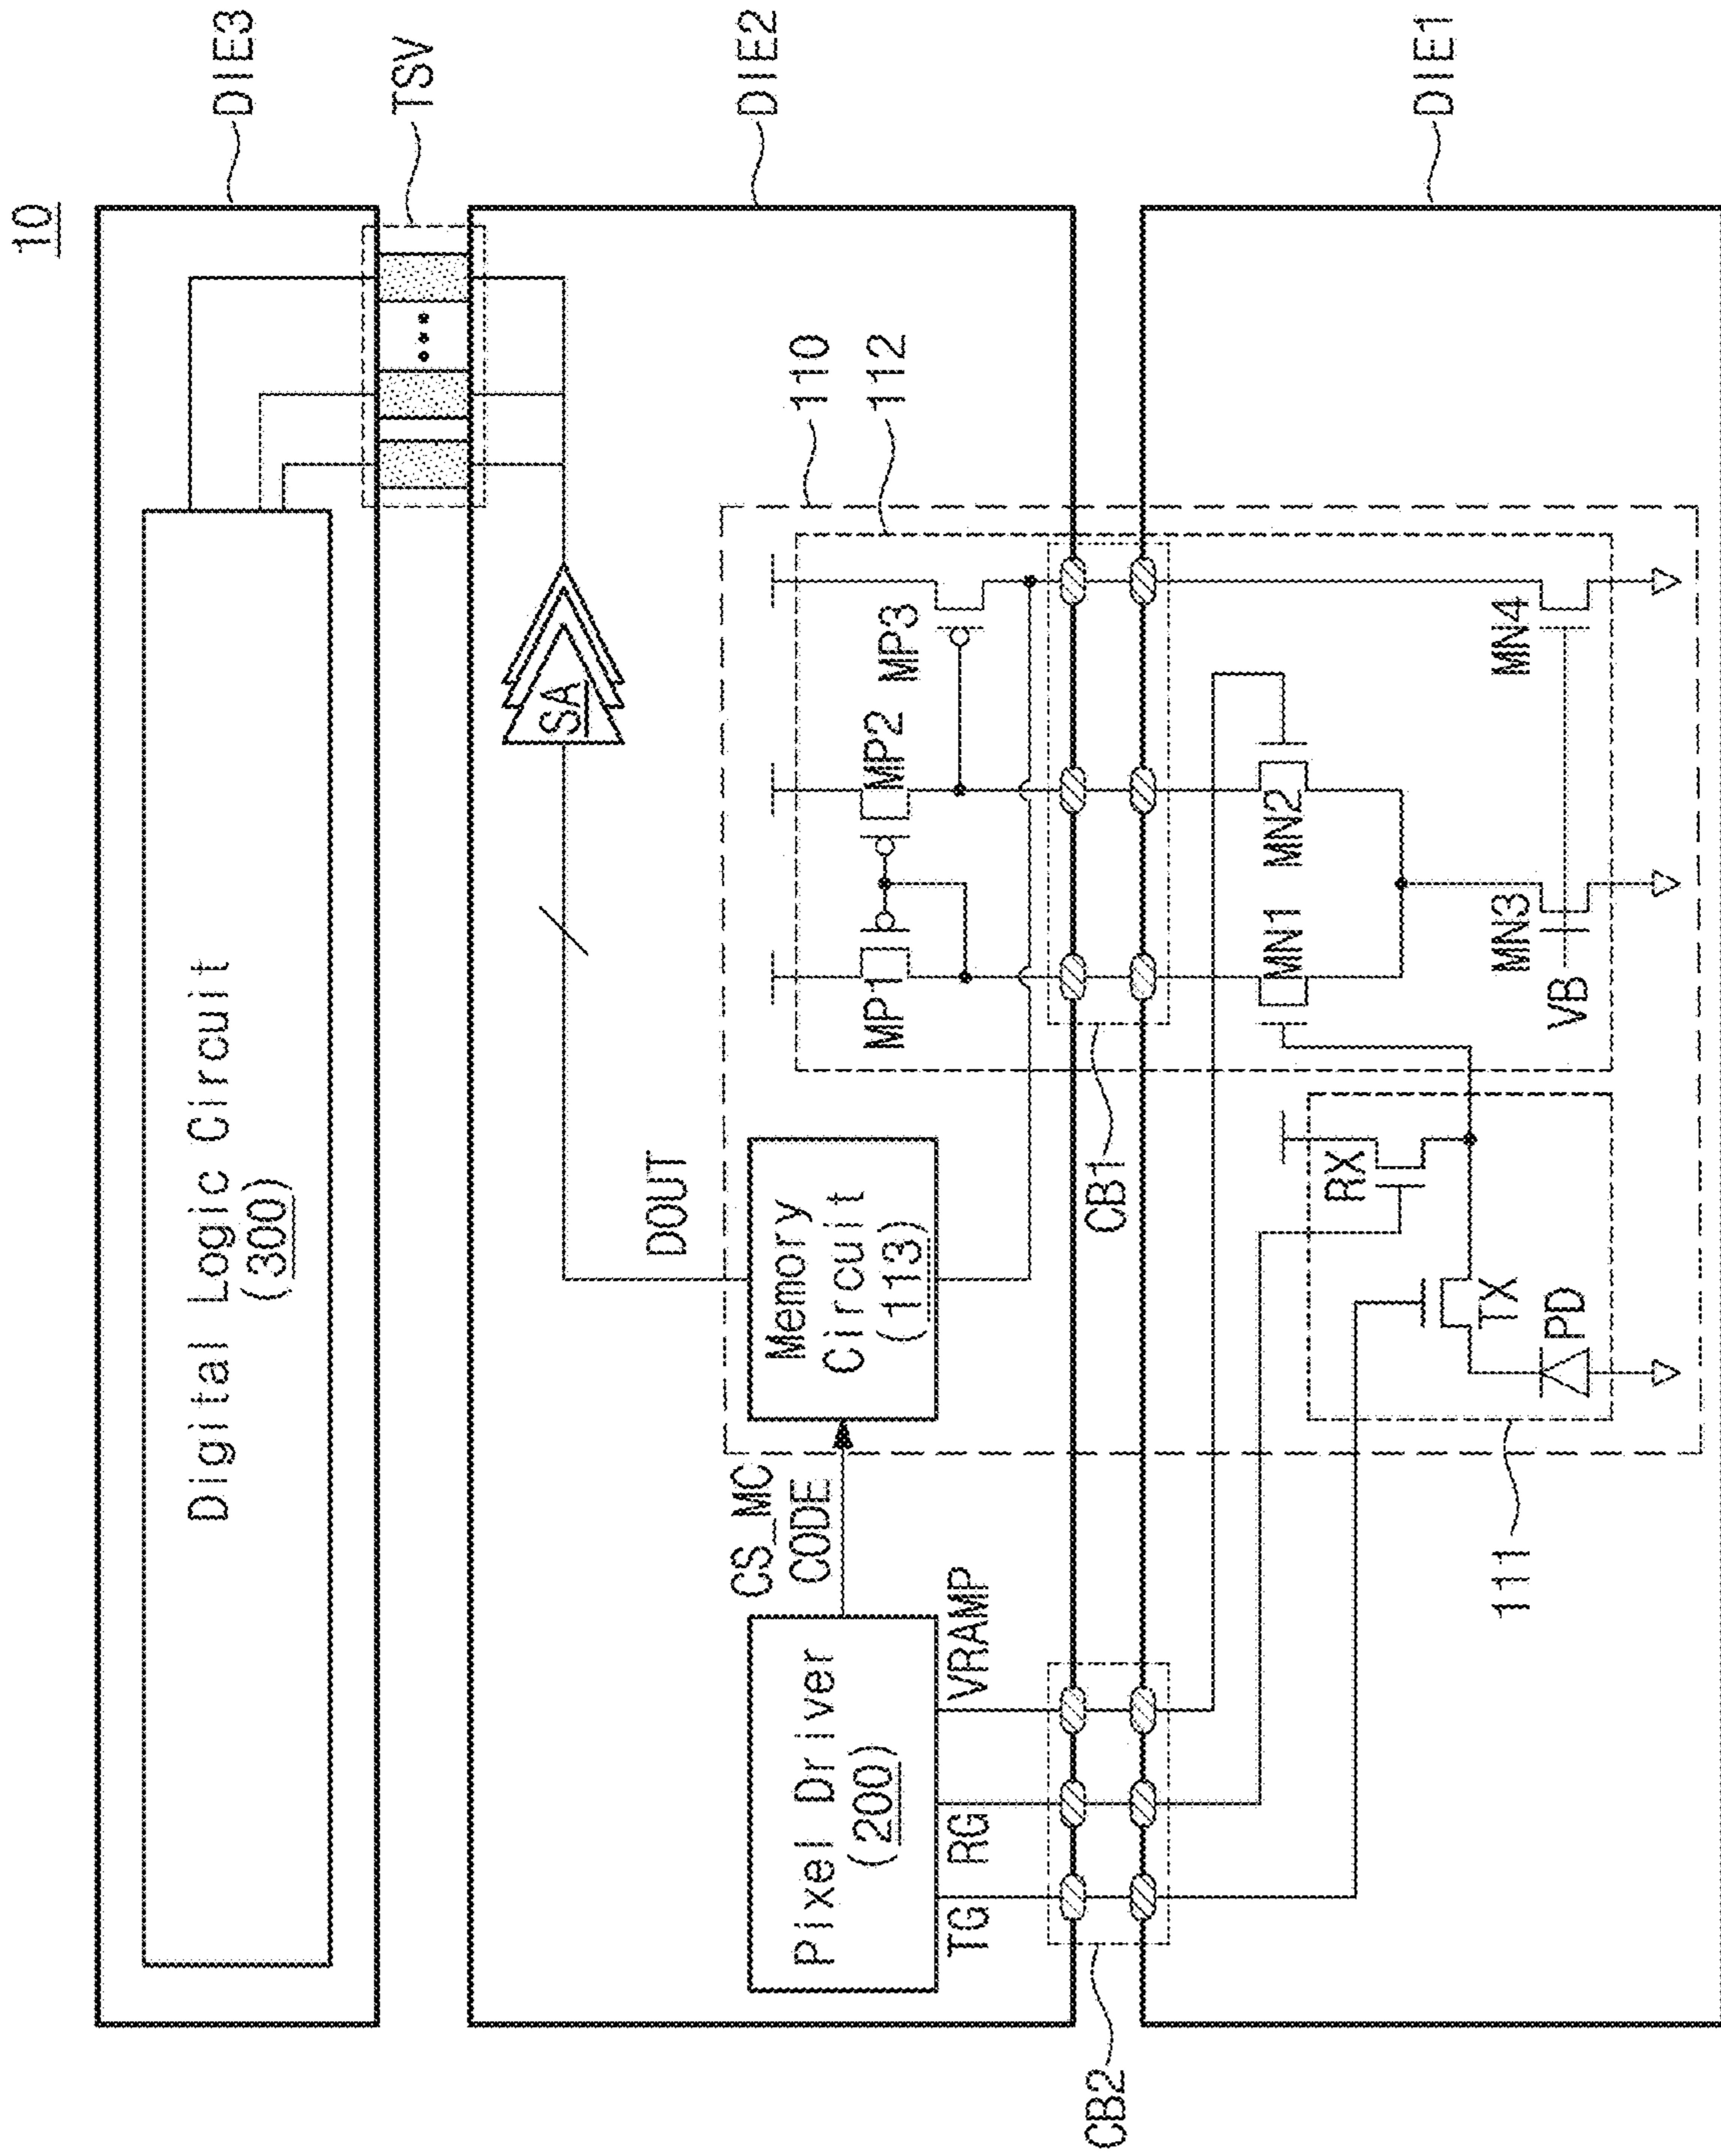 10
DIE3
TSV
DIE2
DIE1
Digital Logic Circuit
(300)
SA
DOUT
110
112
Pixel Driver
(200)
CS_MC
CODE
Memory
Circuit
(113)
MP1
MP2
MP3
TG
RG
VRAMP
CB2
CB1
MN1
MN2
RX
TX
PD
MN3
MN4
VB
111